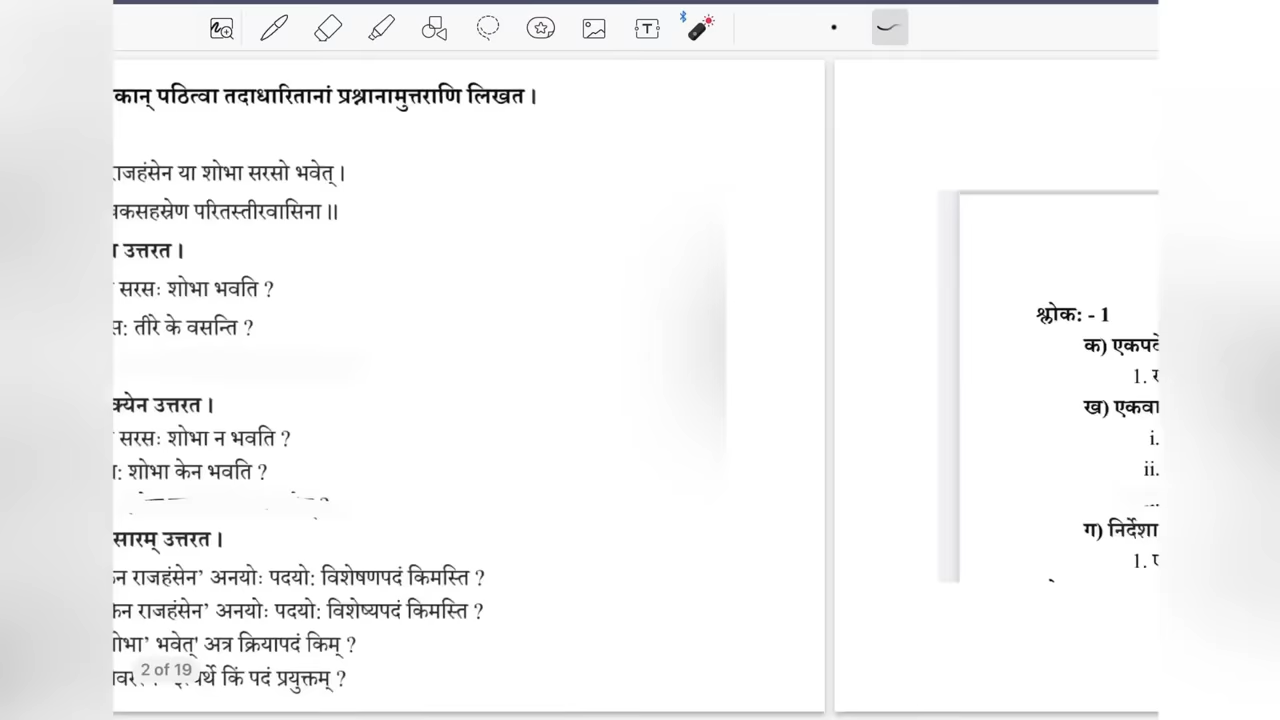 कान् पठित्वा तदाधारितानां प्रश्नानामुत्तराणि लिखत ।
राजहंसेन या शोभा सरसो भवेत् ।
बकसहस्रेण परितस्तीरवासिना ॥
उत्तरत ।
सरसः शोभा भवति ?
तीरे के वसन्ति ?
क्येन उत्तरत ।
सरसः शोभा न भवति ?
शोभा केन भवति ?
सारम् उत्तरत ।
राजहंसेन’ अनयोः पदयो: विशेषणपदं किमस्ति ?
राजहंसेन’ अनयोः पदयो: विशेष्यपदं किमस्ति ?
शोभा’ भवेत्' अत्र क्रियापदं किम् ?
किं पदं प्रयुक्तम् ?
2 of 19
श्लोक: - 1
क) एकपदे
1.
ख) एकवा
i.
ii.
ग) निर्देशा
1.